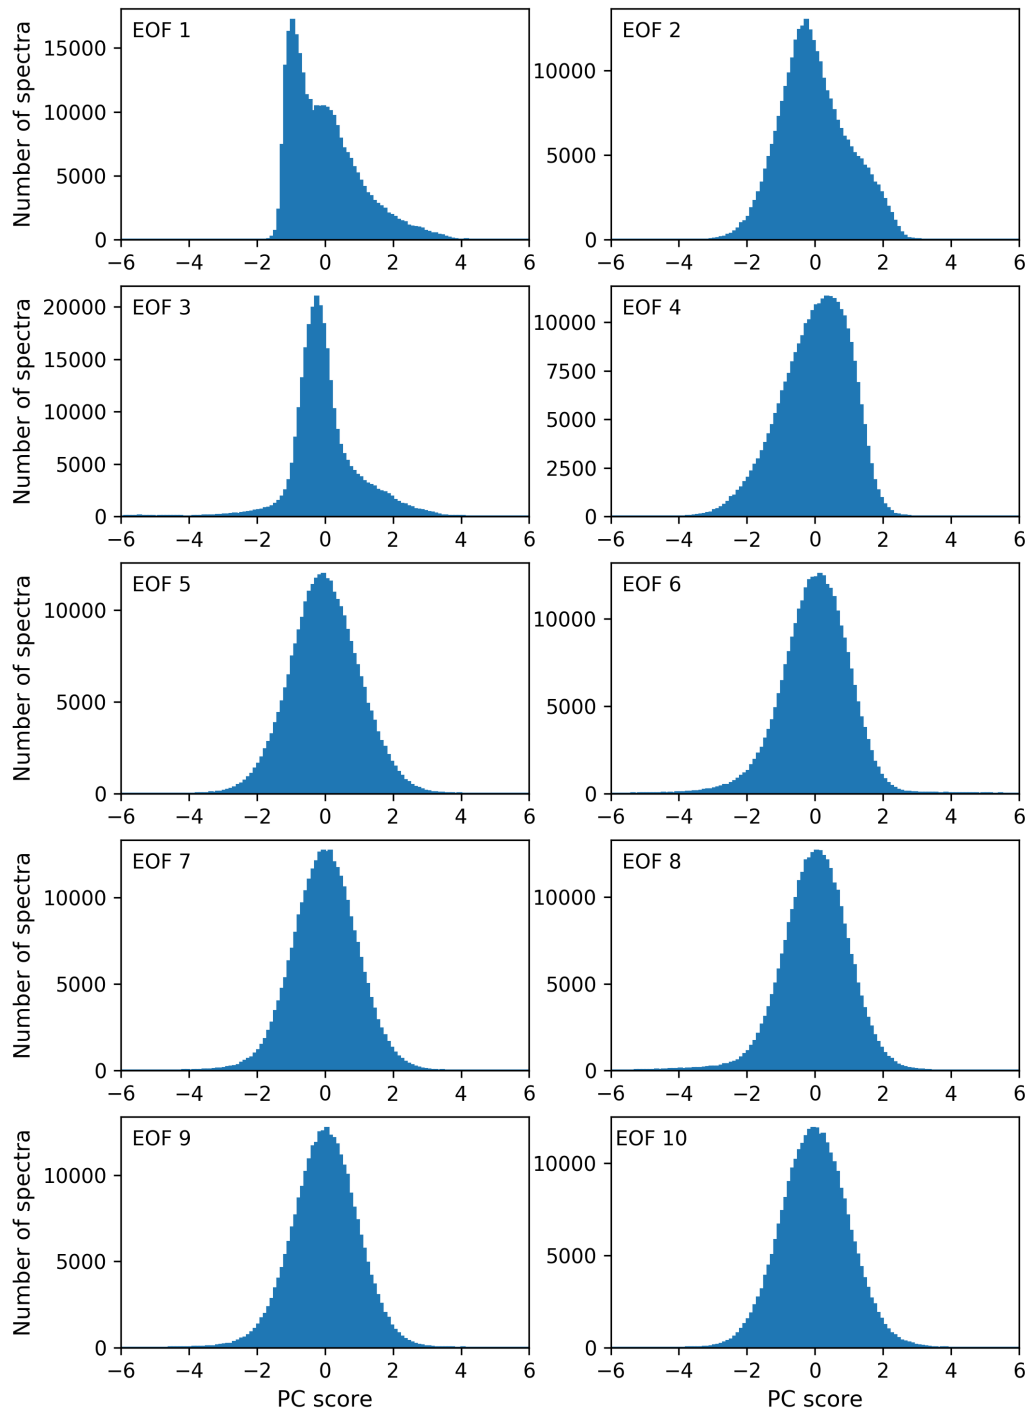 EOF 1
Number of spectra
15000
10000
5000
0
−6 −4 −2 0 2 4 6
EOF 2
10000
5000
0
−6 −4 −2 0 2 4 6
EOF 3
Number of spectra
20000
15000
10000
5000
0
−6 −4 −2 0 2 4 6
EOF 4
10000
7500
5000
2500
0
−6 −4 −2 0 2 4 6
EOF 5
Number of spectra
10000
5000
0
−6 −4 −2 0 2 4 6
EOF 6
10000
5000
0
−6 −4 −2 0 2 4 6
EOF 7
Number of spectra
10000
5000
0
−6 −4 −2 0 2 4 6
EOF 8
10000
5000
0
−6 −4 −2 0 2 4 6
EOF 9
Number of spectra
10000
5000
0
−6 −4 −2 0 2 4 6
PC score
EOF 10
10000
5000
0
−6 −4 −2 0 2 4 6
PC score